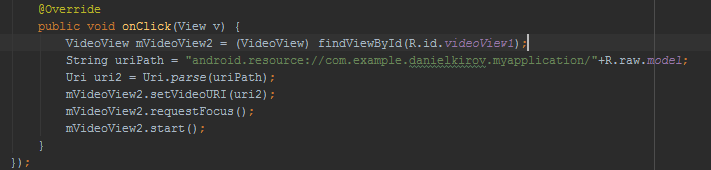 @Override
public void onClick(View v) {
VideoView mVideoView2 = (VideoView) findViewById(R.id.videoView1);
String uriPath = "android.resource://com.example.danielkirov.myapplication/"+R.raw.model;
Uri uri2 = Uri.parse(uriPath);
mVideoView2.setVideoURI(uri2);
mVideoView2.requestFocus();
mVideoView2.start();
}
});